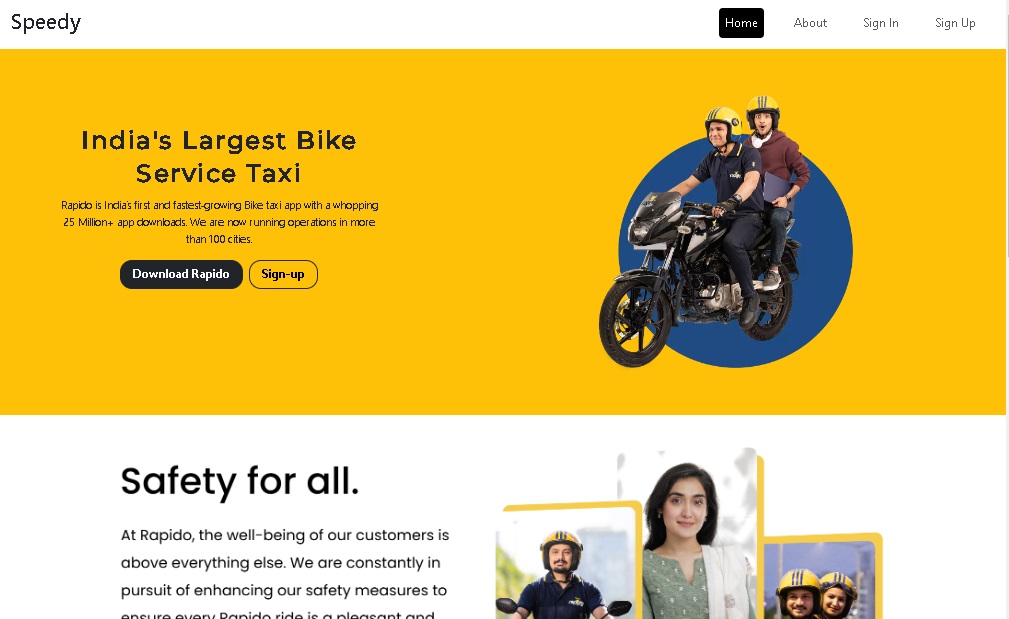 Speedy
Home
About
Sign In
Sign Up
India's Largest Bike
Service Taxi
Rapido is India's first and fastest-growing Bike taxi app with a whopping
25 Million+ app downloads. We are now running operations in more
than 100 cities.
Download Rapido
Sign-up
Safety for all.
At Rapido, the well-being of our customers is
above everything else. We are constantly in
pursuit of enhancing our safety measures to
ensure every Rapido ride is a pleasant and